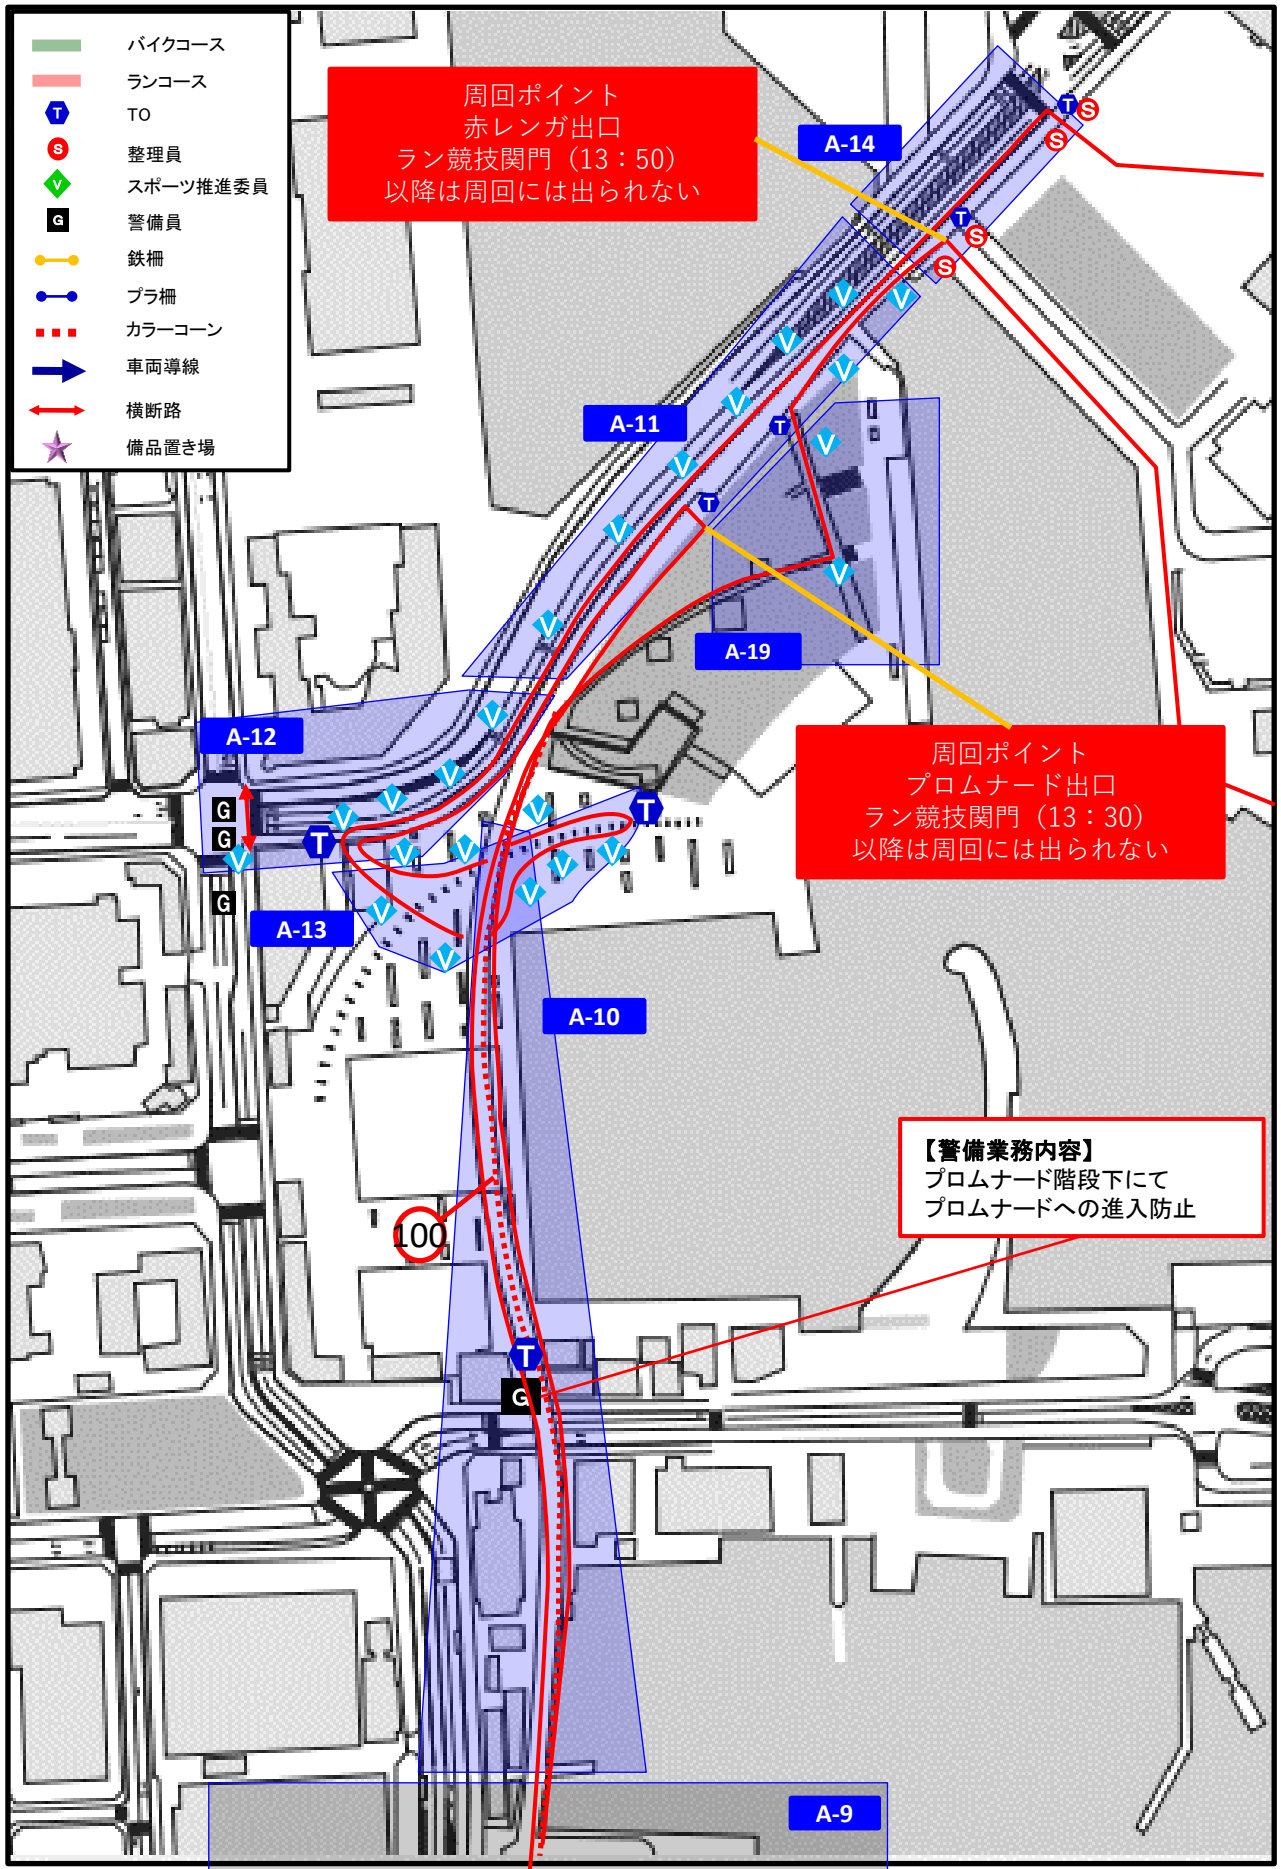 バイクコース
ランコース
T
TO
S
整理員
V
スポーツ推進委員
G
警備員
鉄柵
プラ柵
カラーコーン
車両導線
横断路
備品置き場
周回ポイント
赤レンガ出口
ラン競技関門（13：50）
以降は周回には出られない
A-14
T
S
S
T
S
S
V
V
V
V
A-11
V
T
V
V
T
V
V
V
A-19
V
A-12
周回ポイント
プロムナード出口
ラン競技関門（13：30）
以降は周回には出られない
V
V
G
V
V
T
G
T
V
V
V
V
V
V
G
V
A-13
V
A-10
【警備業務内容】
プロムナード階段下にて
プロムナードへの進入防止
100
T
G
A-9